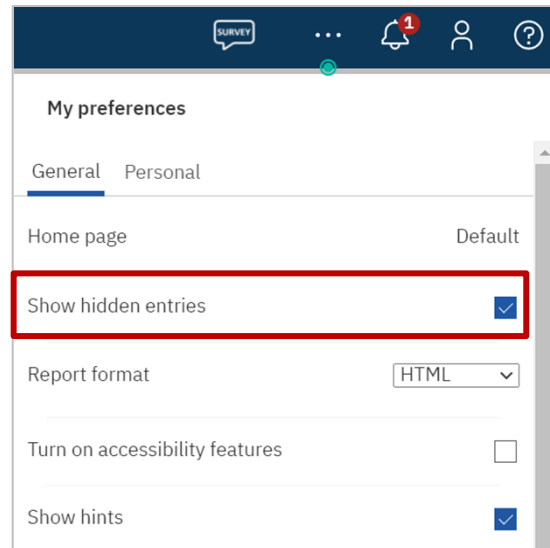 SURVEY
1
My preferences
General Personal
Home page Default
Show hidden entries
Report format HTML
Turn on accessibility features
Show hints